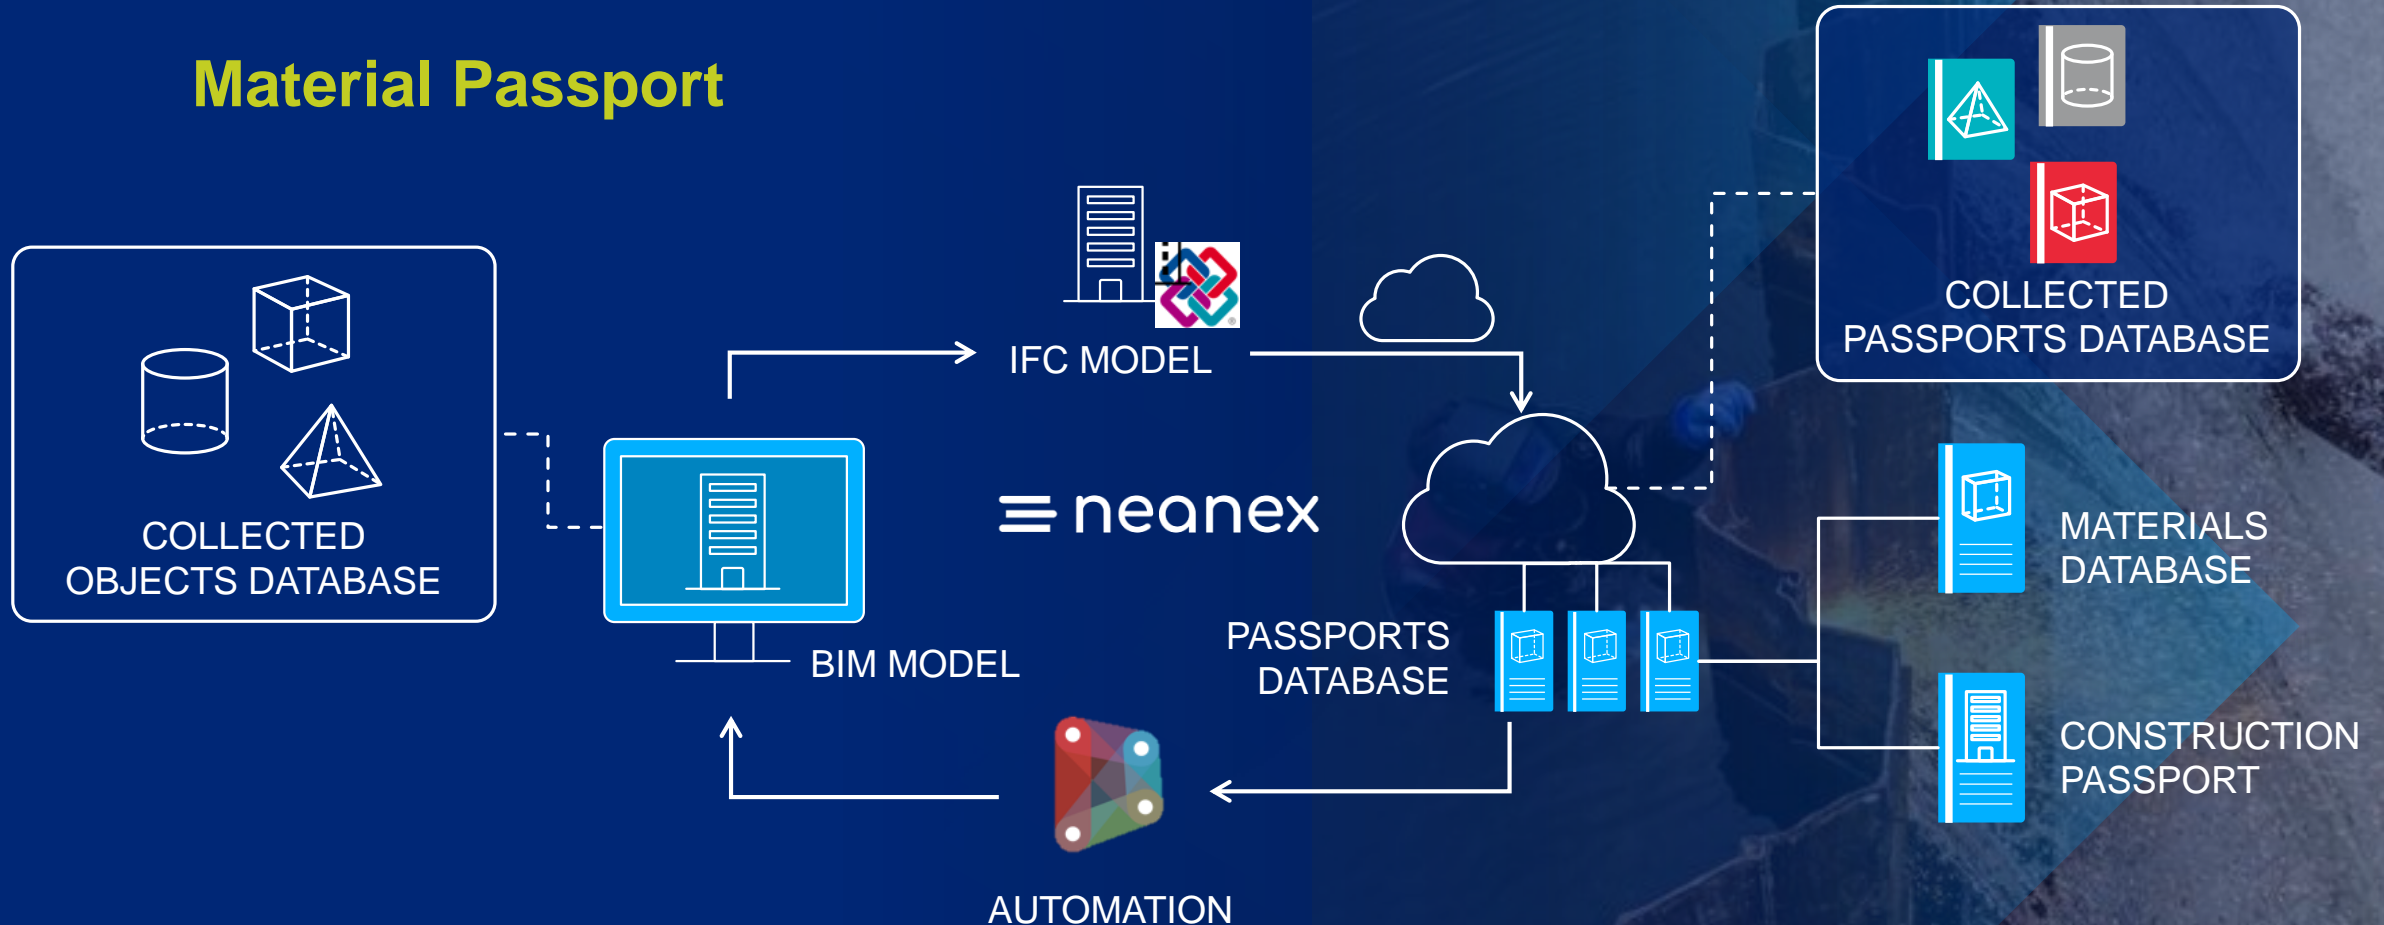 Material Passport
COLLECTED
PASSPORTS DATABASE
IFC MODEL
COLLECTED
OBJECTS DATABASE
neanex
MATERIALS
DATABASE
PASSPORTS
DATABASE
BIM MODEL
CONSTRUCTION
PASSPORT
AUTOMATION